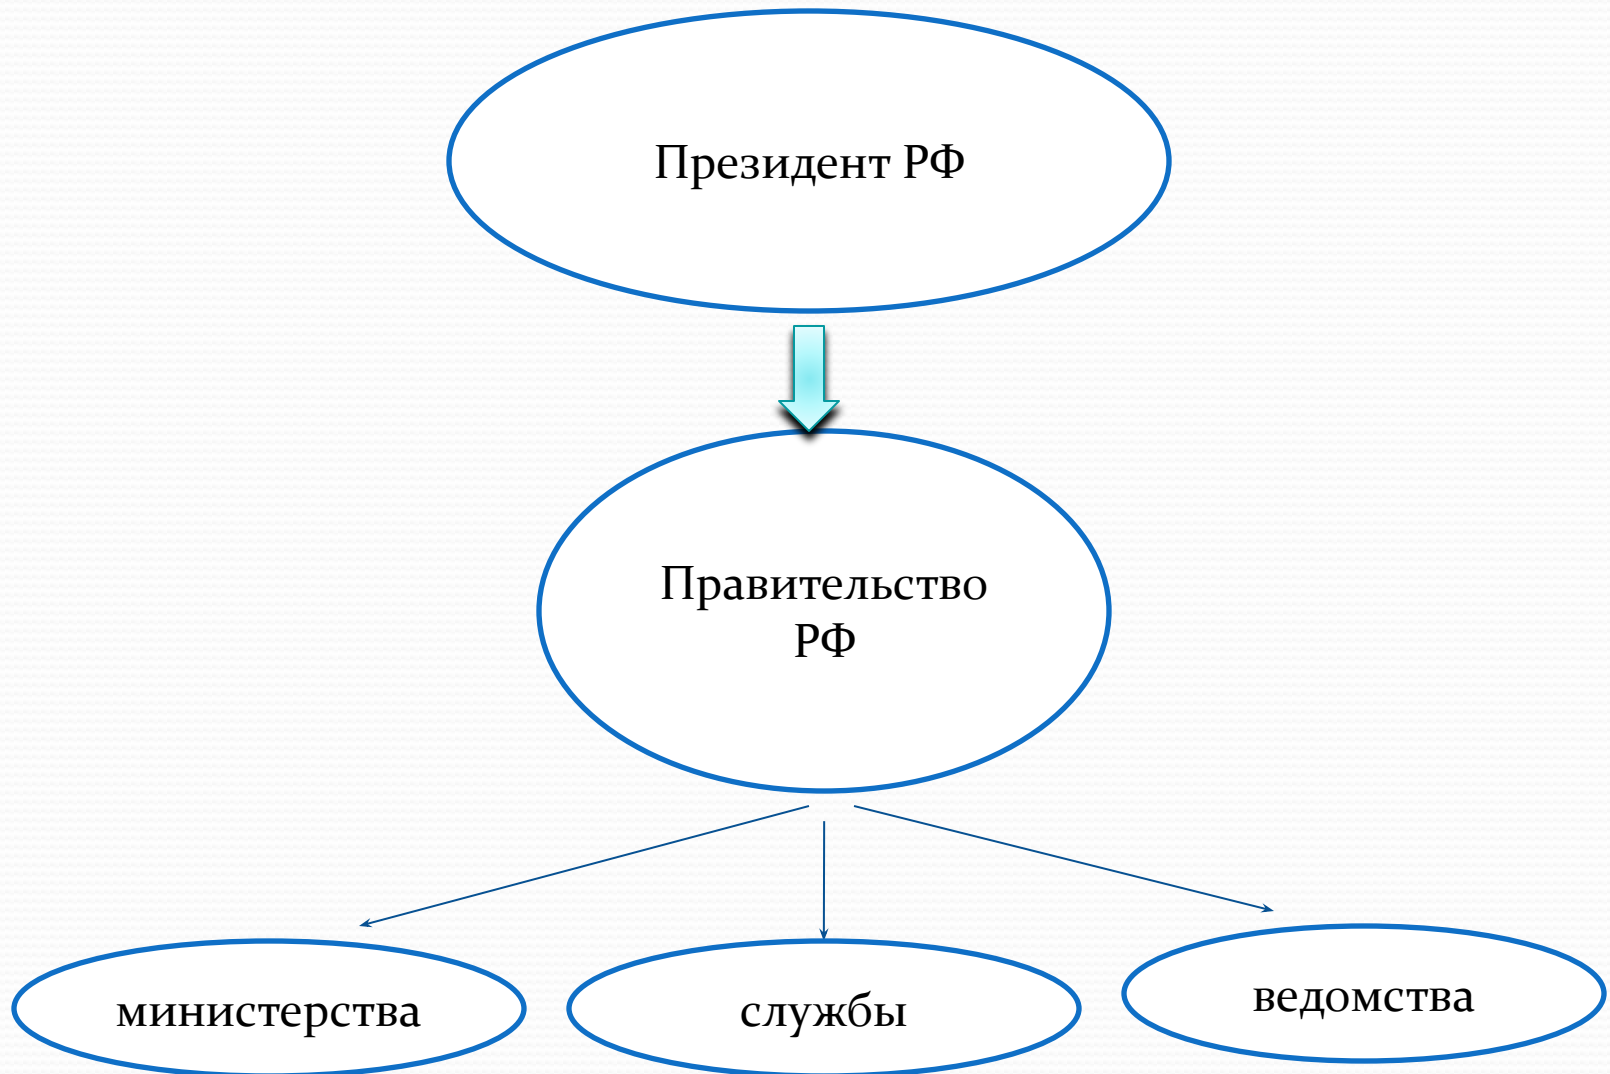 Президент РФ
Правительство
РФ
министерства
службы
ведомства